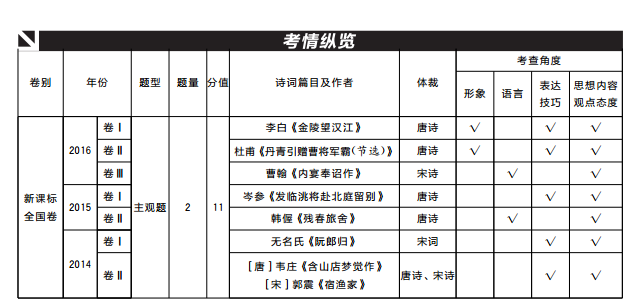 考情纵览
卷别 年份 题型 题量 分值 诗词篇目及作者 体裁 考查角度
形象 语言 表达技巧 思想内容观点态度
新课标全国卷 2016 卷Ⅰ 主观题 2 11 李白《金陵望汉江》 唐诗 √ √ √
卷Ⅱ 杜甫《丹青引赠曹将军霸(节选)》 唐诗 √ √ √
卷Ⅲ 曹翰《内宴奉诏作》 宋诗 √ √
2015 卷Ⅰ 岑参《发临洮将赴北庭留别》 唐诗 √ √
卷Ⅱ 韩偓《残春旅舍》 唐诗 √ √
2014 卷Ⅰ 无名氏《阮郎归》 宋词 √ √
卷Ⅱ [唐]韦庄《含山店梦觉作》 唐诗、宋诗 √ √
[宋]郭震《宿渔家》